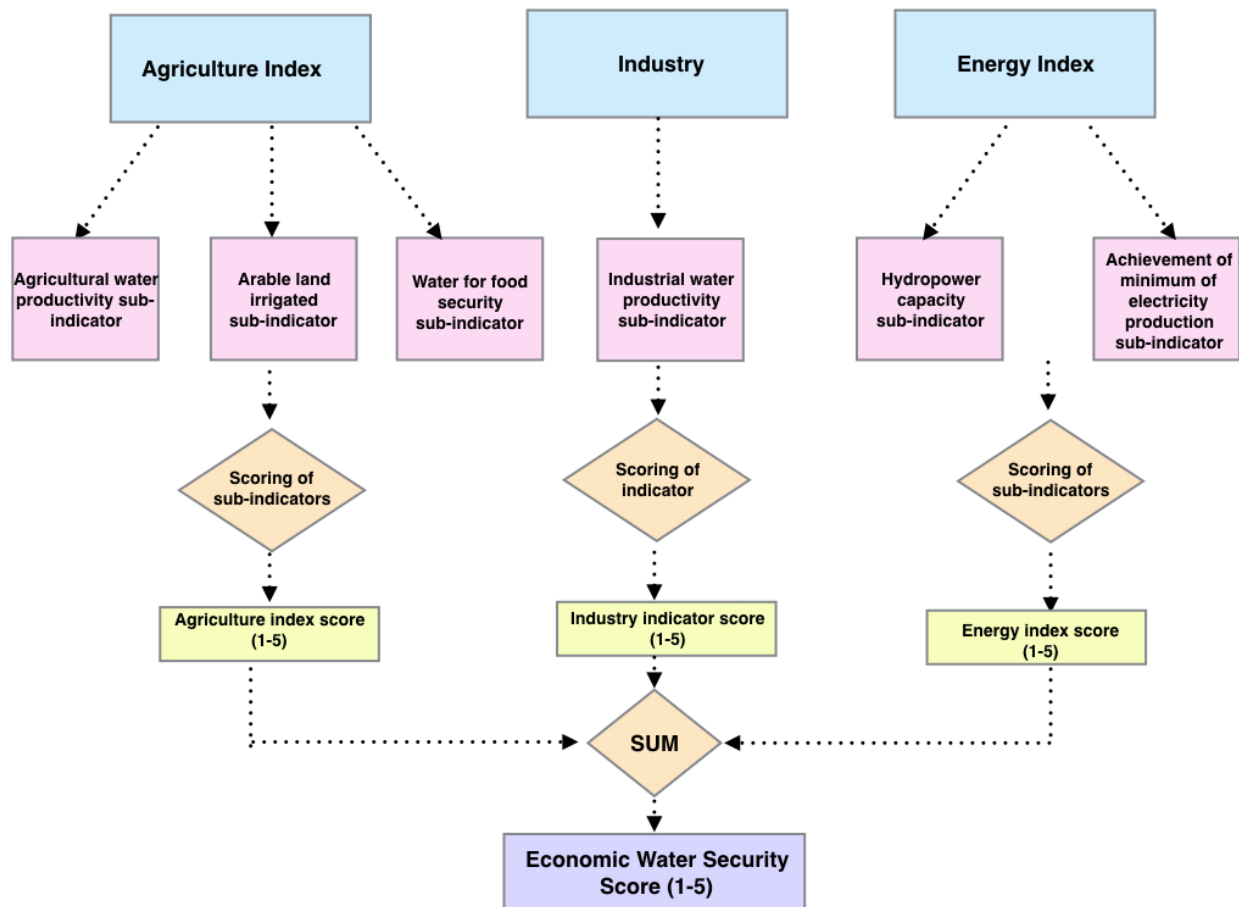 Agriculture Index
Industry
Energy Index
Agricultural water
productivity sub-
indicator
Arable land
irrigated
sub-indicator
Water for food
security
sub-indicator
Industrial water
productivity
sub-indicator
Hydropower
capacity
sub-indicator
Achievement of
minimum of
electricity
production
sub-indicator
Scoring of
sub-indicators
Scoring of
indicator
Scoring of
sub-indicators
Agriculture index score
(1-5)
Industry indicator score
(1-5)
Energy index score
(1-5)
SUM
Economic Water Security
Score (1-5)